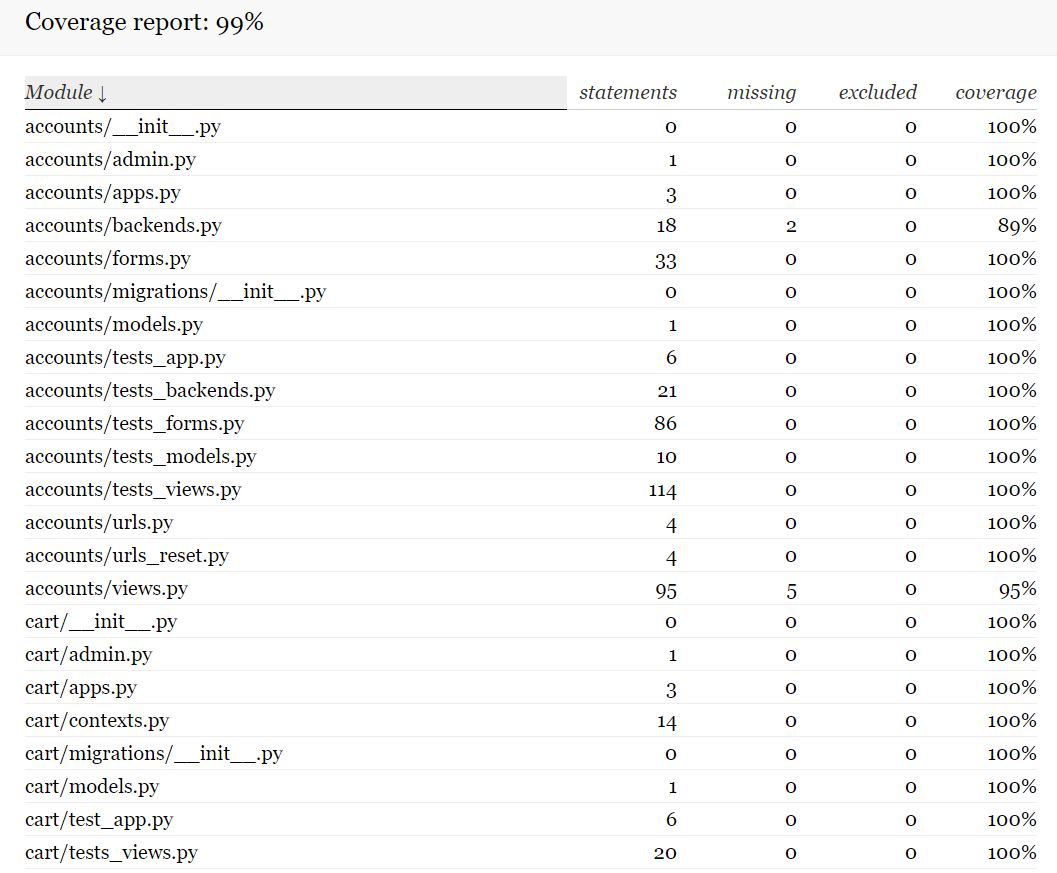 Coverage report: 99%
Module ↓ statements missing excluded coverage
accounts/__init__.py 0 0 0 100%
accounts/admin.py 1 0 0 100%
accounts/apps.py 3 0 0 100%
accounts/backends.py 18 2 0 89%
accounts/forms.py 33 0 0 100%
accounts/migrations/__init__.py 0 0 0 100%
accounts/models.py 1 0 0 100%
accounts/tests_app.py 6 0 0 100%
accounts/tests_backends.py 21 0 0 100%
accounts/tests_forms.py 86 0 0 100%
accounts/tests_models.py 10 0 0 100%
accounts/tests_views.py 114 0 0 100%
accounts/urls.py 4 0 0 100%
accounts/urls_reset.py 4 0 0 100%
accounts/views.py 95 5 0 95%
cart/__init__.py 0 0 0 100%
cart/admin.py 1 0 0 100%
cart/apps.py 3 0 0 100%
cart/contexts.py 14 0 0 100%
cart/migrations/__init__.py 0 0 0 100%
cart/models.py 1 0 0 100%
cart/test_app.py 6 0 0 100%
cart/tests_views.py 20 0 0 100%